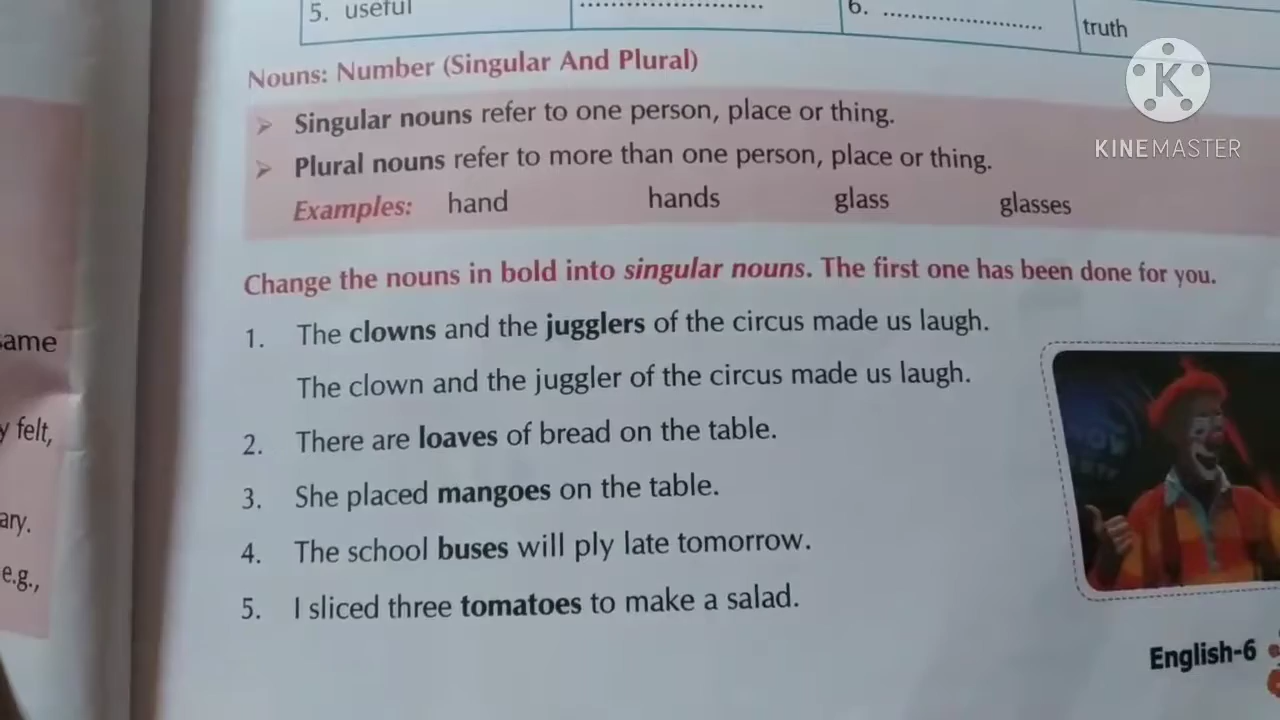 5. useful
....................
6. ....................
truth
Nouns: Number (Singular And Plural)
➢ Singular nouns refer to one person, place or thing.
➢ Plural nouns refer to more than one person, place or thing.
Examples: hand hands glass glasses
Change the nouns in bold into singular nouns. The first one has been done for you.
1. The clowns and the jugglers of the circus made us laugh.
The clown and the juggler of the circus made us laugh.
2. There are loaves of bread on the table.
3. She placed mangoes on the table.
4. The school buses will ply late tomorrow.
5. I sliced three tomatoes to make a salad.
English-6
K
KINEMASTER
felt,
e.g.,